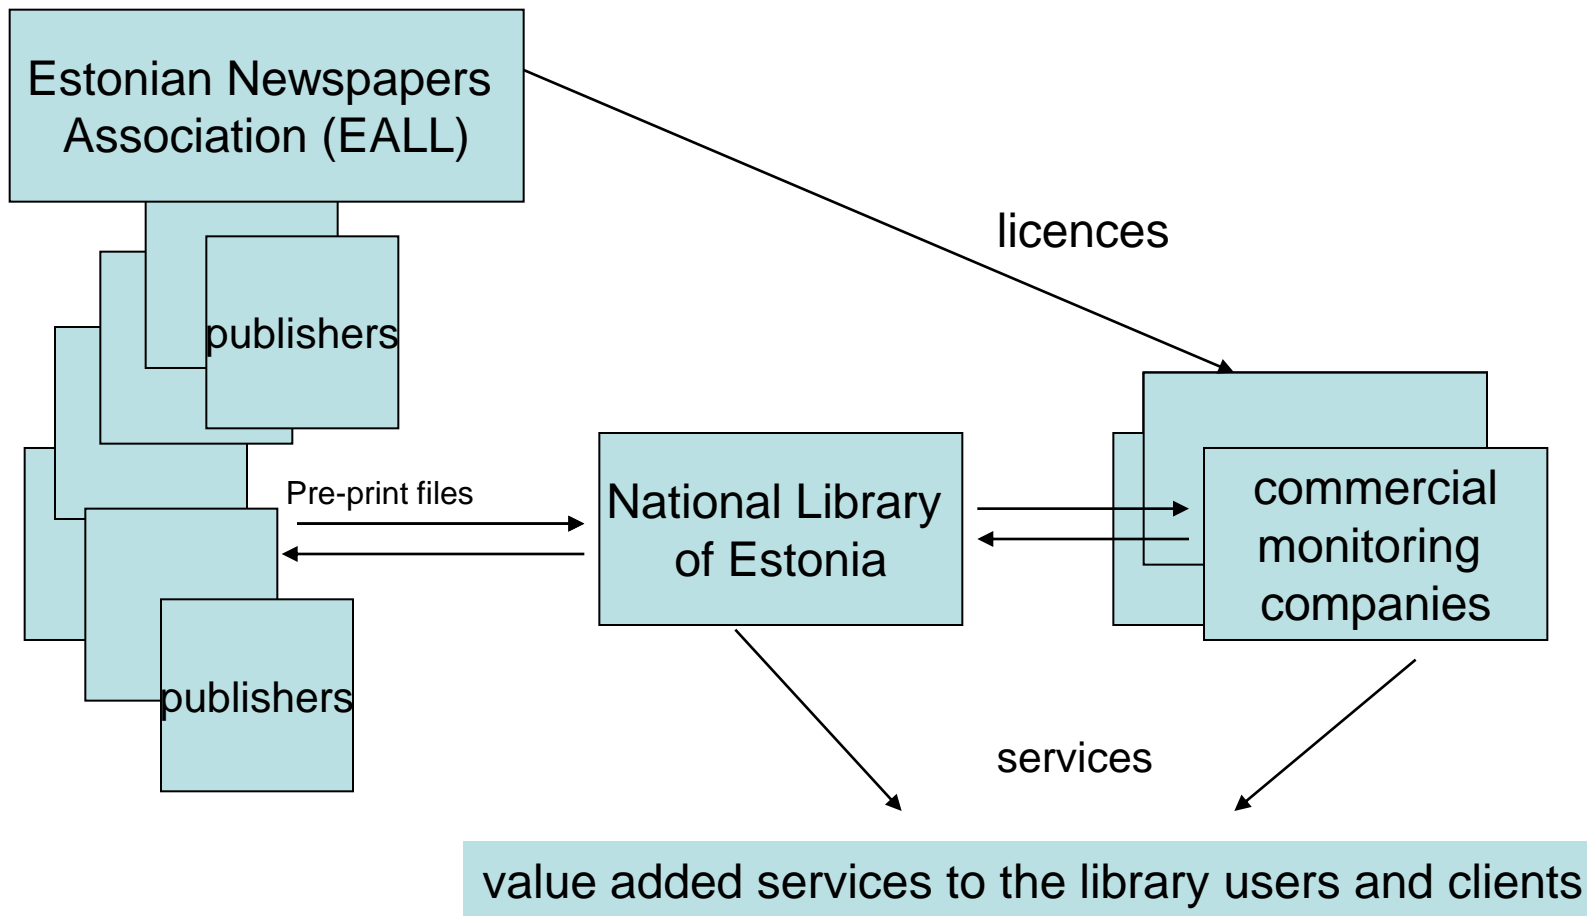 Estonian Newspapers
Association (EALL)
licences
publishers
Pre-print files
National Library
of Estonia
commercial
monitoring
companies
publishers
services
value added services to the library users and clients